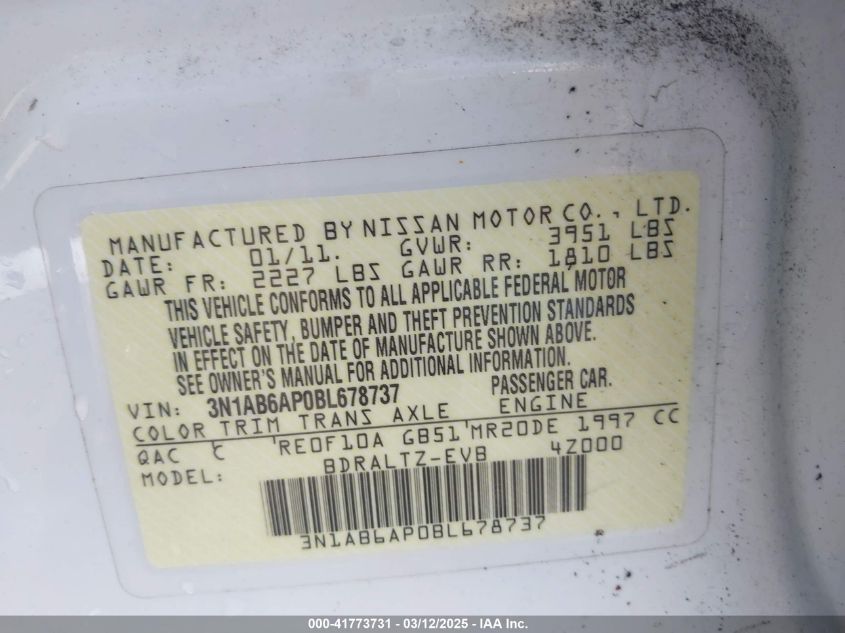 MANUFACTURED BY NISSAN MOTOR CO., LTD.
DATE: 01/11. GVWR: 3951 LBS
GAWR FR: 2227 LBS GAWR RR: 1810 LBS
THIS VEHICLE CONFORMS TO ALL APPLICABLE FEDERAL MOTOR
VEHICLE SAFETY, BUMPER AND THEFT PREVENTION STANDARDS
IN EFFECT ON THE DATE OF MANUFACTURE SHOWN ABOVE.
SEE OWNER'S MANUAL FOR ADDITIONAL INFORMATION.
VIN: 3N1AB6AP0BL678737 PASSENGER CAR.
COLOR TRIM TRANS AXLE ENGINE
QAC C RE0F10A GB51 MR20DE 1997 CC
MODEL: BDRALTZ-EVB 4Z000
3N1AB6AP0BL678737
000-41773731 - 03/12/2025 - IAA Inc.